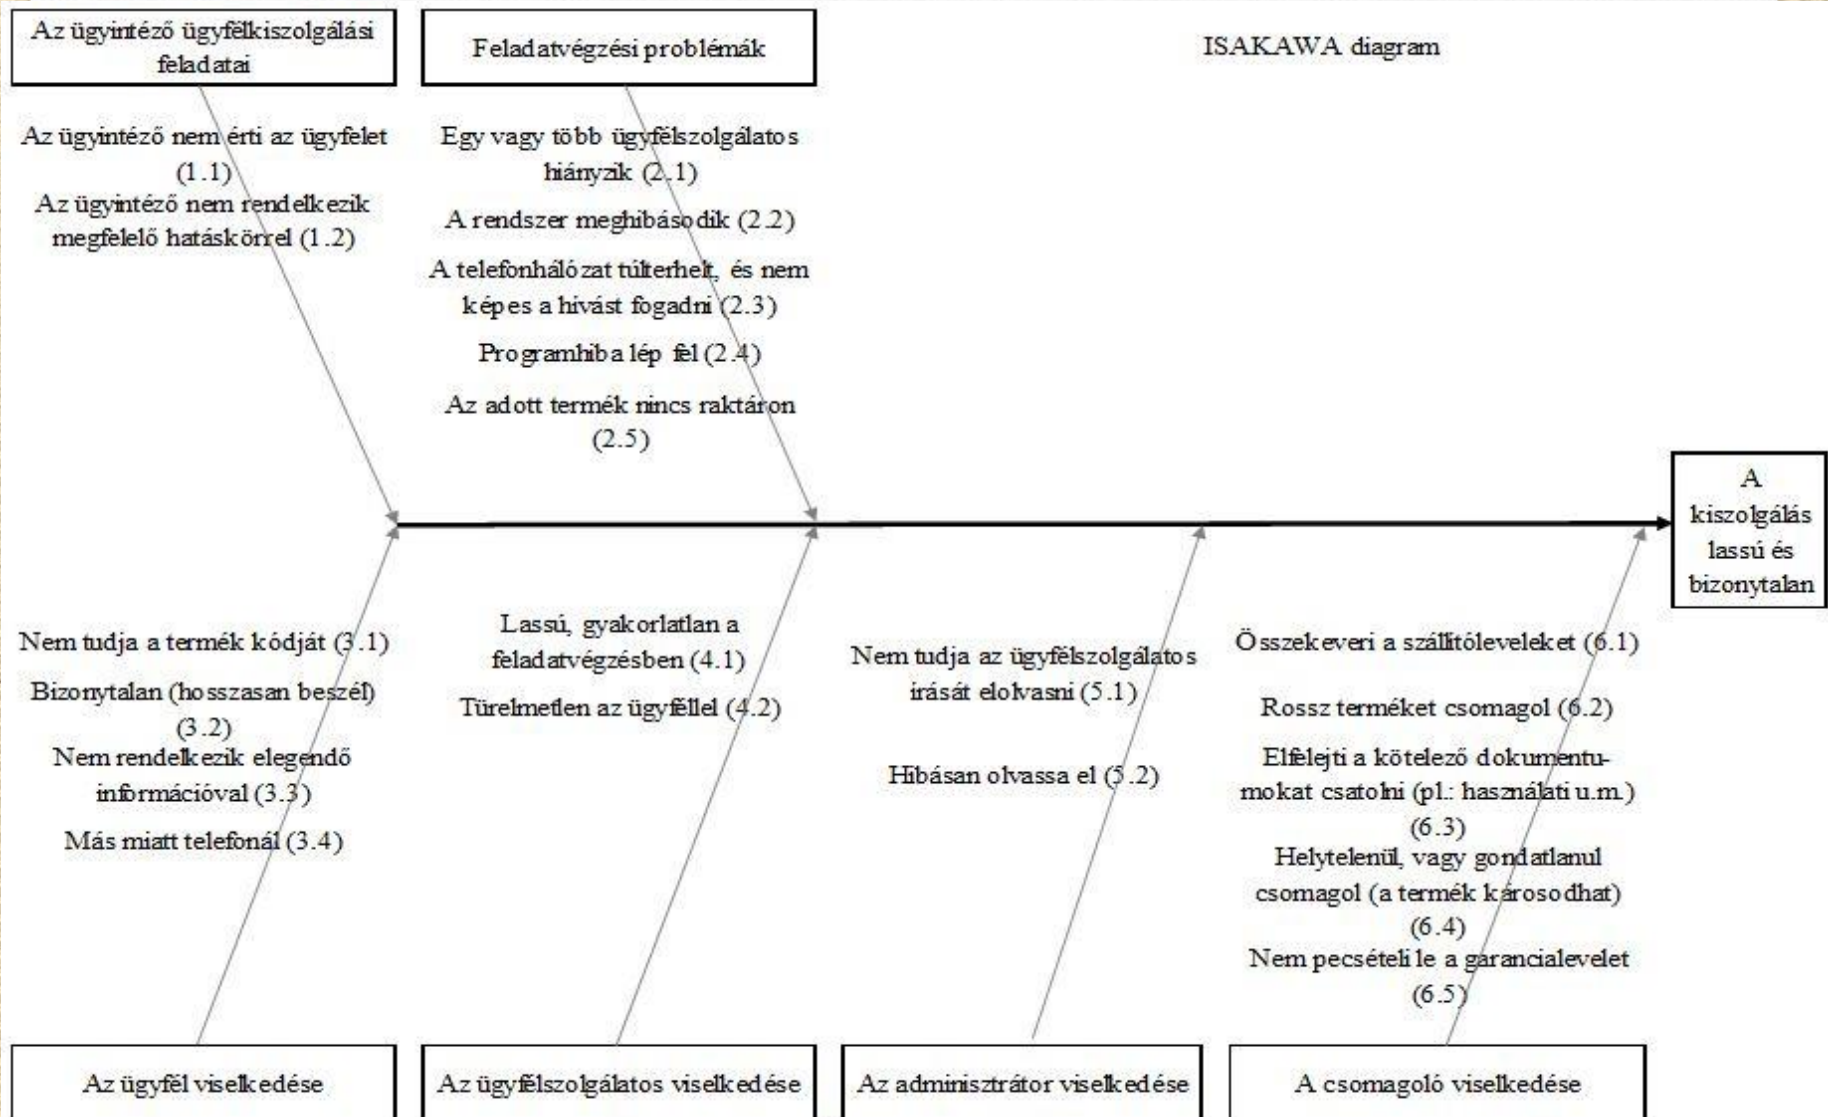 Az ügyintéző ügyfélkiszolgálási
feladatai
Feladatvégzési problémák
ISAKAWA diagram
Az ügyintéző nem érti az ügyfelet
(1.1)
Az ügyintéző nem rendelkezik
megfelelő hatáskörrel (1.2)
Egy vagy több ügyfélszolgálatos
hiányzik (2.1)
A rendszer meghibásodik (2.2)
A telefonhálózat túlterhelt, és nem
képes a hívást fogadni (2.3)
Programhiba lép fel (2.4)
Az adott termék nincs raktáron
(2.5)
A
kiszolgálás
lassú és
bizonytalan
Nem tudja a termék kódját (3.1)
Bizonytalan (hosszasan beszél)
(3.2)
Nem rendelkezik elegendő
információval (3.3)
Más miatt telefonál (3.4)
Lassú, gyakorlatlan a
feladatvégzésben (4.1)
Türelmetlen az ügyféllel (4.2)
Nem tudja az ügyfélszolgálatos
írását elolvasni (5.1)
Hibásan olvassa el (5.2)
Összekeveri a szállítóleveleket (6.1)
Rossz terméket csomagol (6.2)
Elfelejti a kötelező dokumentu-
mokat csatolni (pl.: használati u.m.)
(6.3)
Helytelenül, vagy gondatlanul
csomagol (a termék károsodhat)
(6.4)
Nem pecsételi le a garancialevelet
(6.5)
Az ügyfél viselkedése
Az ügyfélszolgálatos viselkedése
Az adminisztrátor viselkedése
A csomagoló viselkedése